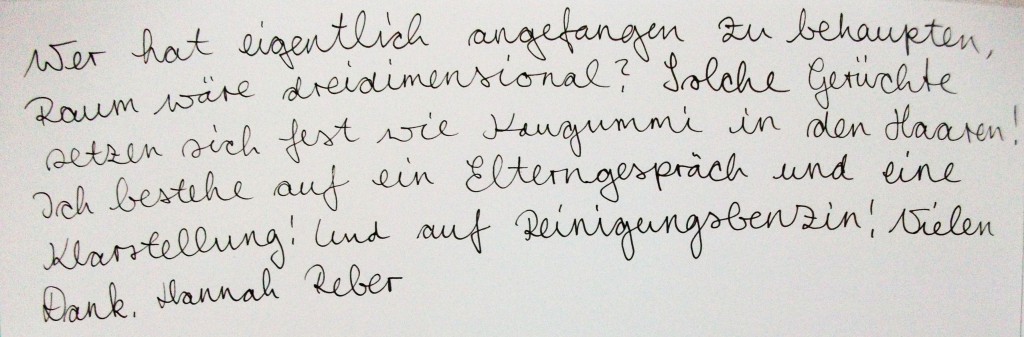 Wer hat eigentlich angefangen zu behaupten,
Raum wäre dreidimensional? Solche Gerüchte
setzen sich fest wie Kaugummi in den Haaren!
Ich bestehe auf ein Elterngespräch und eine
Klarstellung! Und auf Reinigungsbenzin! Vielen
Dank. Hannah Reber